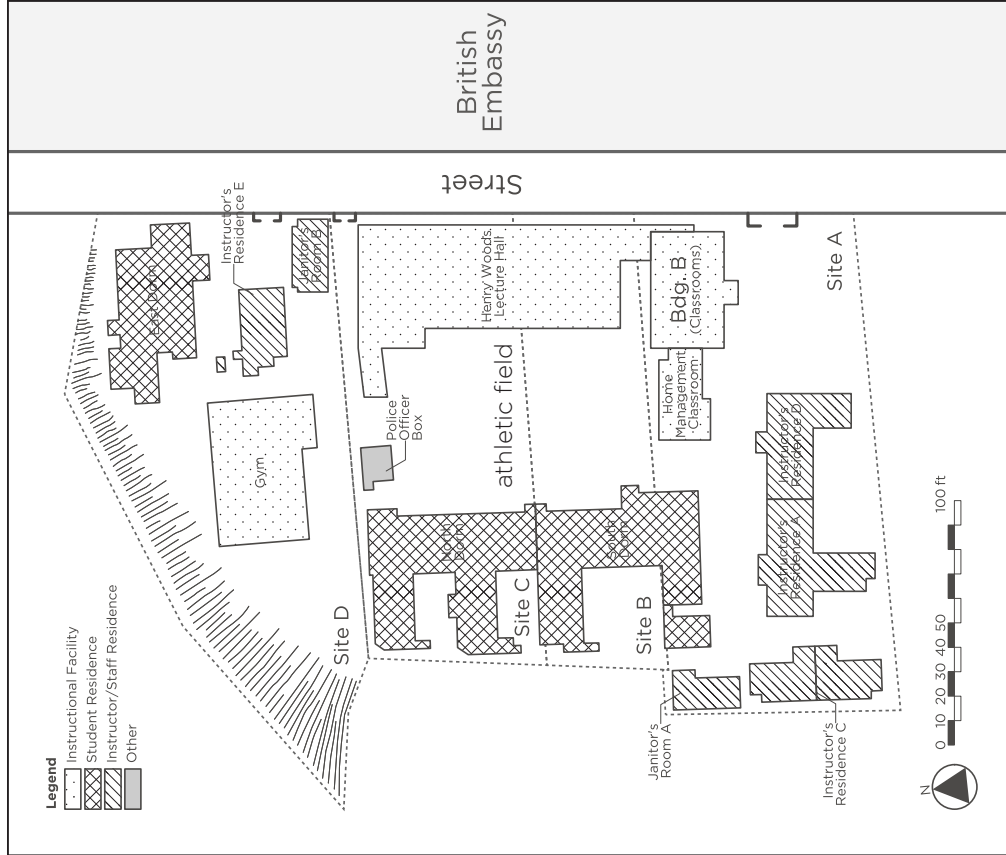 British
Embassy
Street
Instructor's
Residence E
East Dorm
Janitor's
Room B
Henry Woods
Lecture Hall
Bdg. B
(Classrooms)
Site A
Gym
Police
Officer
Box
athletic field
Home
Management
Classroom
Instructor's
Residence D
Instructor's
Residence A
North
Dorm
South
Dorm
Site D
Site C
Site B
Janitor's
Room A
Instructor's
Residence C
Legend
Instructional Facility
Student Residence
Instructor/Staff Residence
Other
N
0 10 20 30 40 50 100 ft